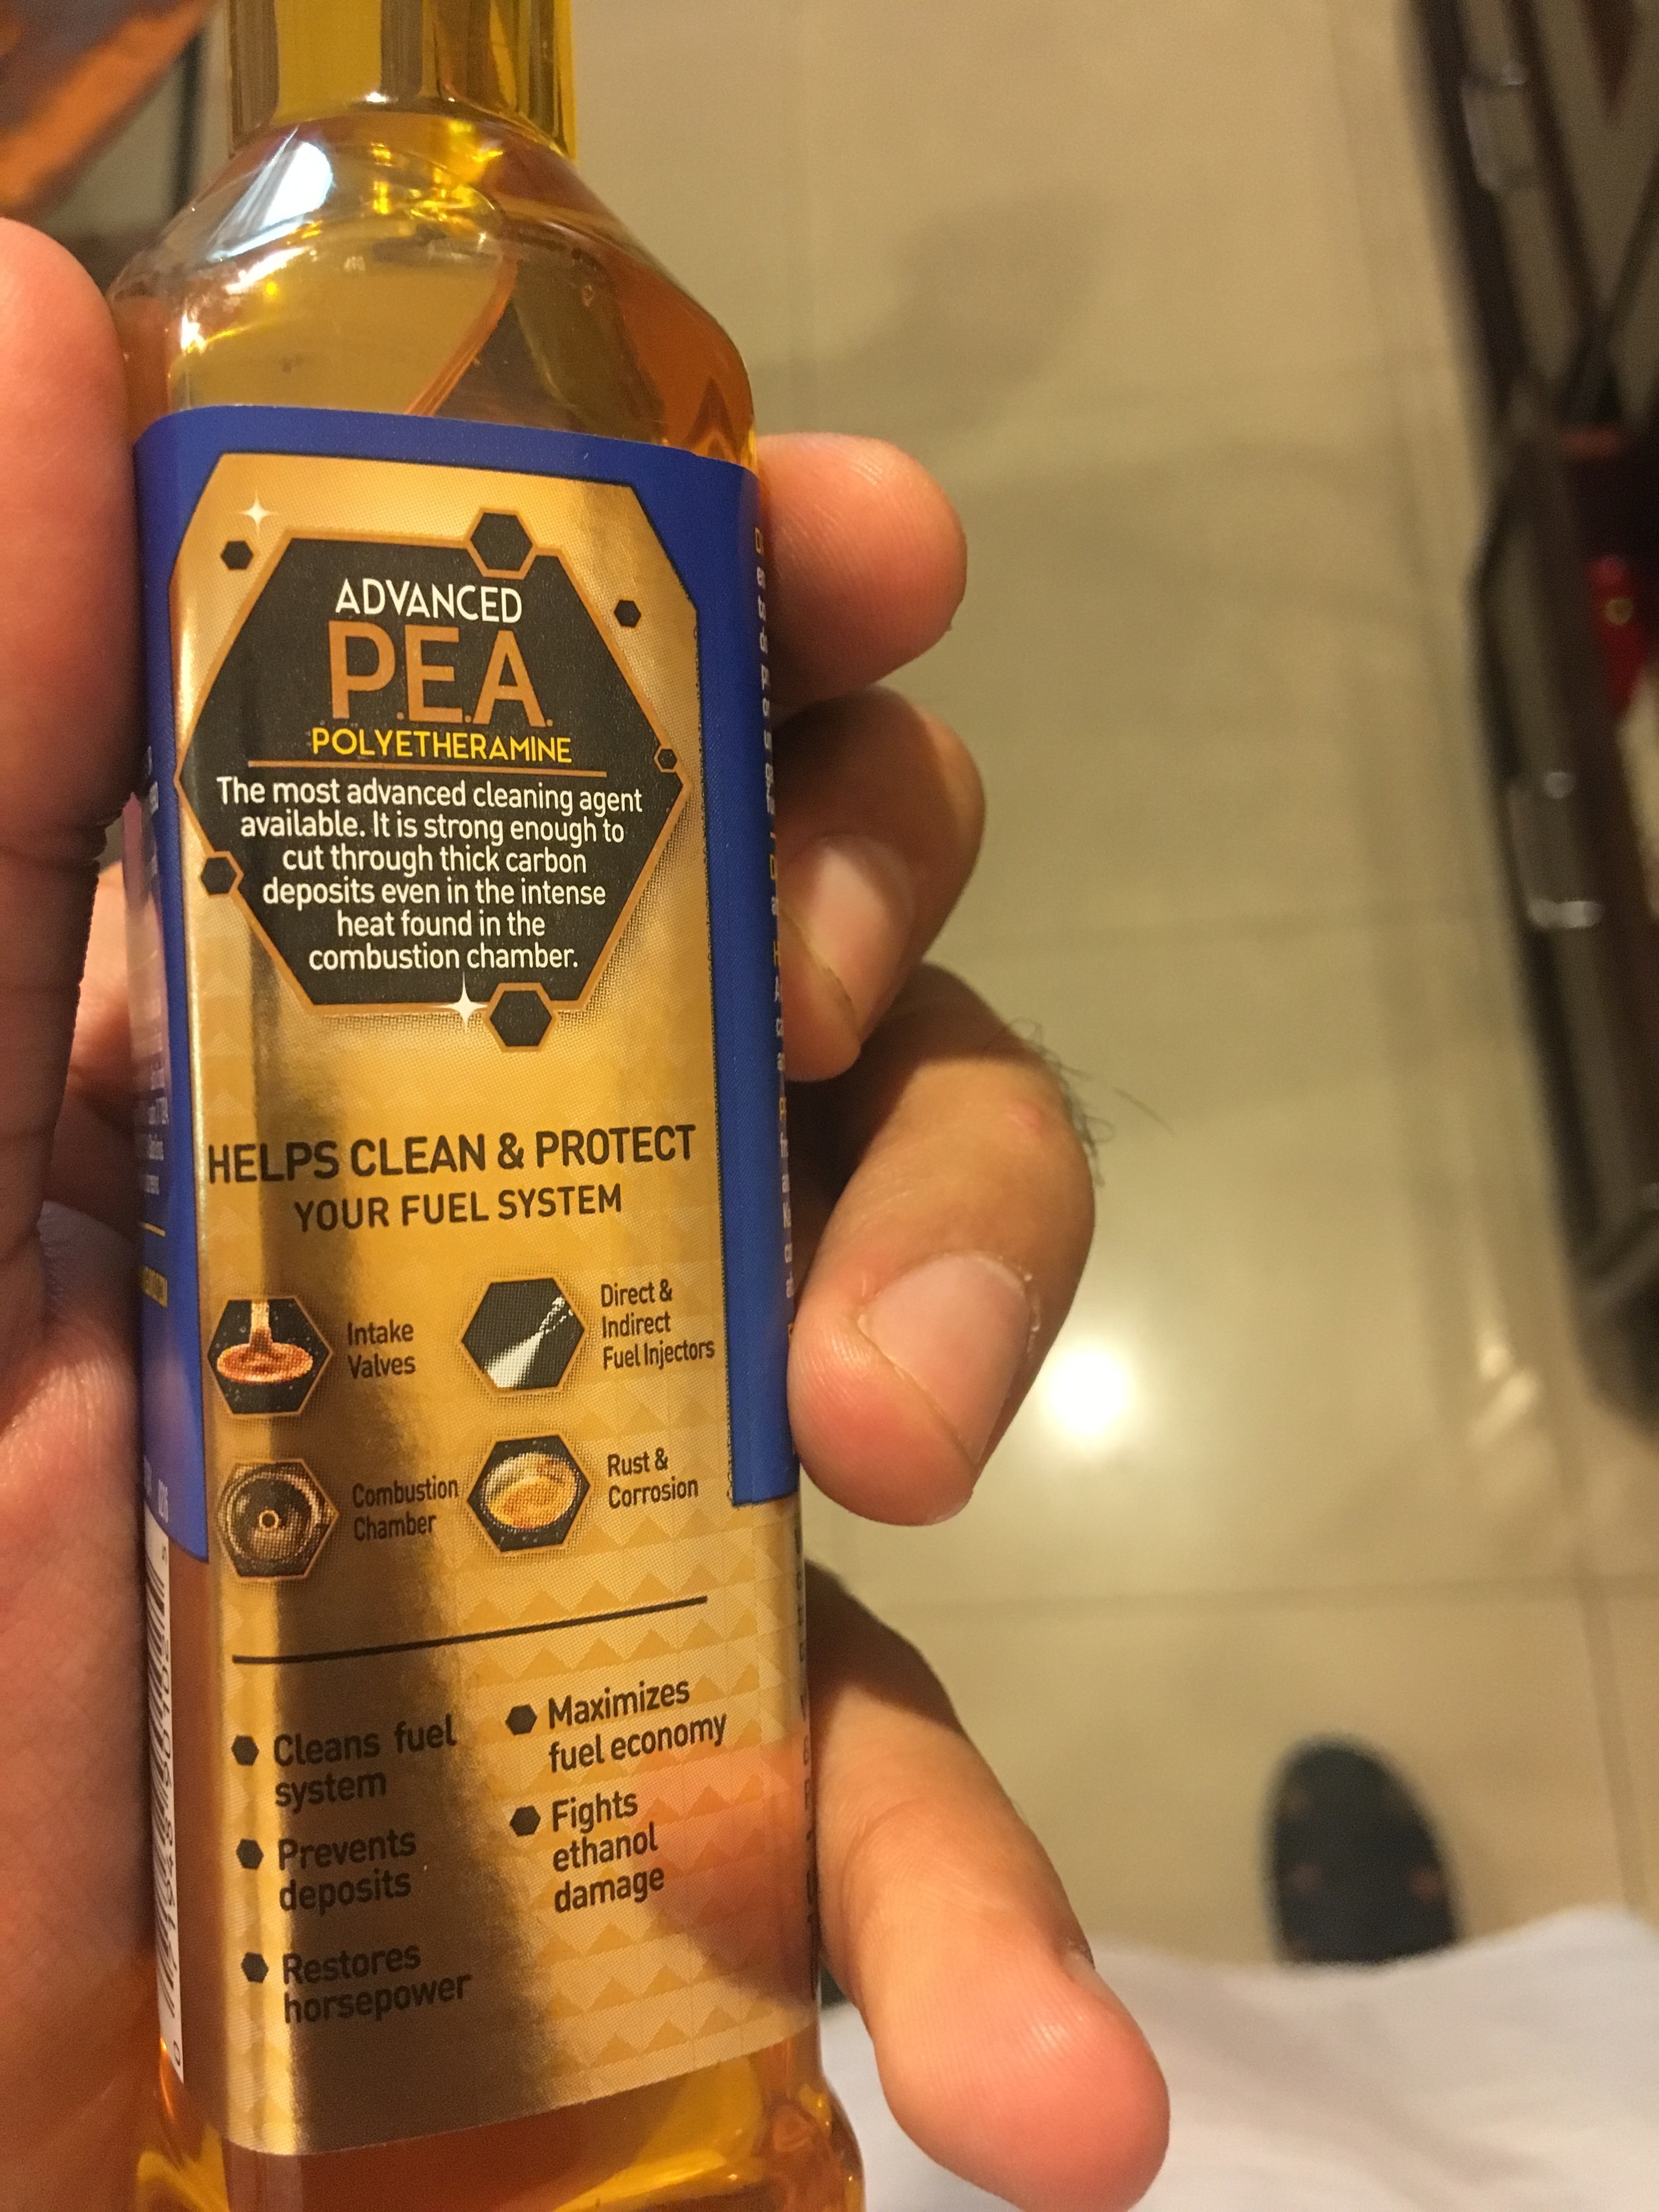 ADVANCED
P.E.A.
POLYETHERAMINE
The most advanced cleaning agent
available. It is strong enough to
cut through thick carbon
deposits even in the intense
heat found in the
combustion chamber.
HELPS CLEAN & PROTECT
YOUR FUEL SYSTEM
Intake
Valves
Direct &
Indirect
Fuel Injectors
Combustion
Chamber
Rust &
Corrosion
Cleans fuel
system
Prevents
deposits
Restores
horsepower
Maximizes
fuel economy
Fights
ethanol
damage